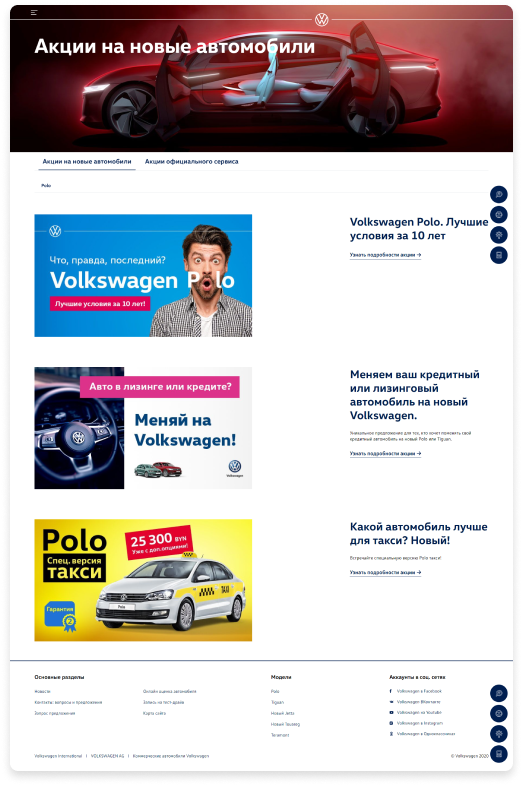 Акции на новые автомобили
Акции на новые автомобили Акции официального сервиса
Polo
Что, правда, последний?
Volkswagen Polo
Лучшие условия за 10 лет!
Volkswagen Polo. Лучшие
условия за 10 лет
Узнать подробности акции →
Авто в лизинге или кредите?
Меняй на
Volkswagen!
Volkswagen
Меняем ваш кредитный
или лизинговый
автомобиль на новый
Volkswagen.
Уникальное предложение для тех, кто хочет поменять свой
кредитный автомобиль на новый Polo или Tiguan.
Узнать подробности акции →
Polo
Спец. версия
такси
25 300 BYN
Уже с доп.опциями!
Гарантия
2
TAXI
Polo
Какой автомобиль лучше
для такси? Новый!
Встречайте специальную версию Polo такси!
Узнать подробности акции →
Основные разделы
Новости
Контакты: вопросы и предложения
Вопрос предложения
Онлайн оценка автомобиля
Запись на тест-драйв
Карта сайта
Модели
Polo
Tiguan
Новый Jetta
Новый Touareg
Teramont
Аккаунты в соц. сетях
Volkswagen в Facebook
Volkswagen ВКонтакте
Volkswagen на Youtube
Volkswagen в Instagram
Volkswagen в Одноклассниках
Volkswagen International | VOLKSWAGEN AG | Коммерческие автомобили Volkswagen
© Volkswagen 2020